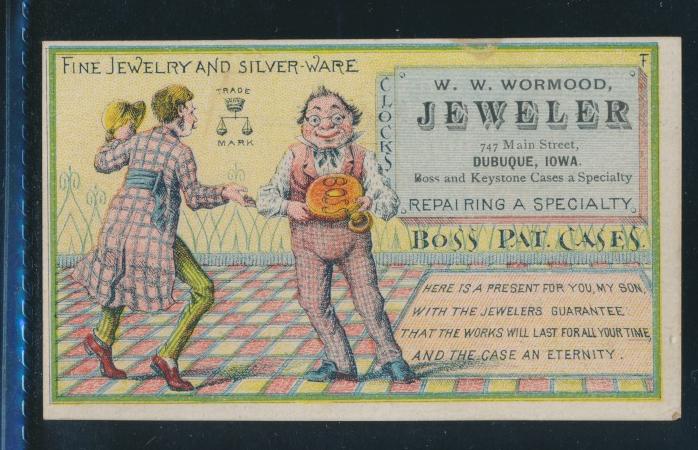 FINE JEWELRY AND SILVER-WARE
TRADE
MARK
CLOCKS
BOSS
F
W. W. WORMOOD,
JEWELER
747 Main Street,
DUBUQUE, IOWA.
Boss and Keystone Cases a Specialty
REPAIRING A SPECIALTY,
BOSS PAT. CASES.
HERE IS A PRESENT FOR YOU, MY SON,
WITH THE JEWELERS GUARANTEE
THAT THE WORKS WILL LAST FOR ALL YOUR TIME,
AND THE CASE AN ETERNITY.